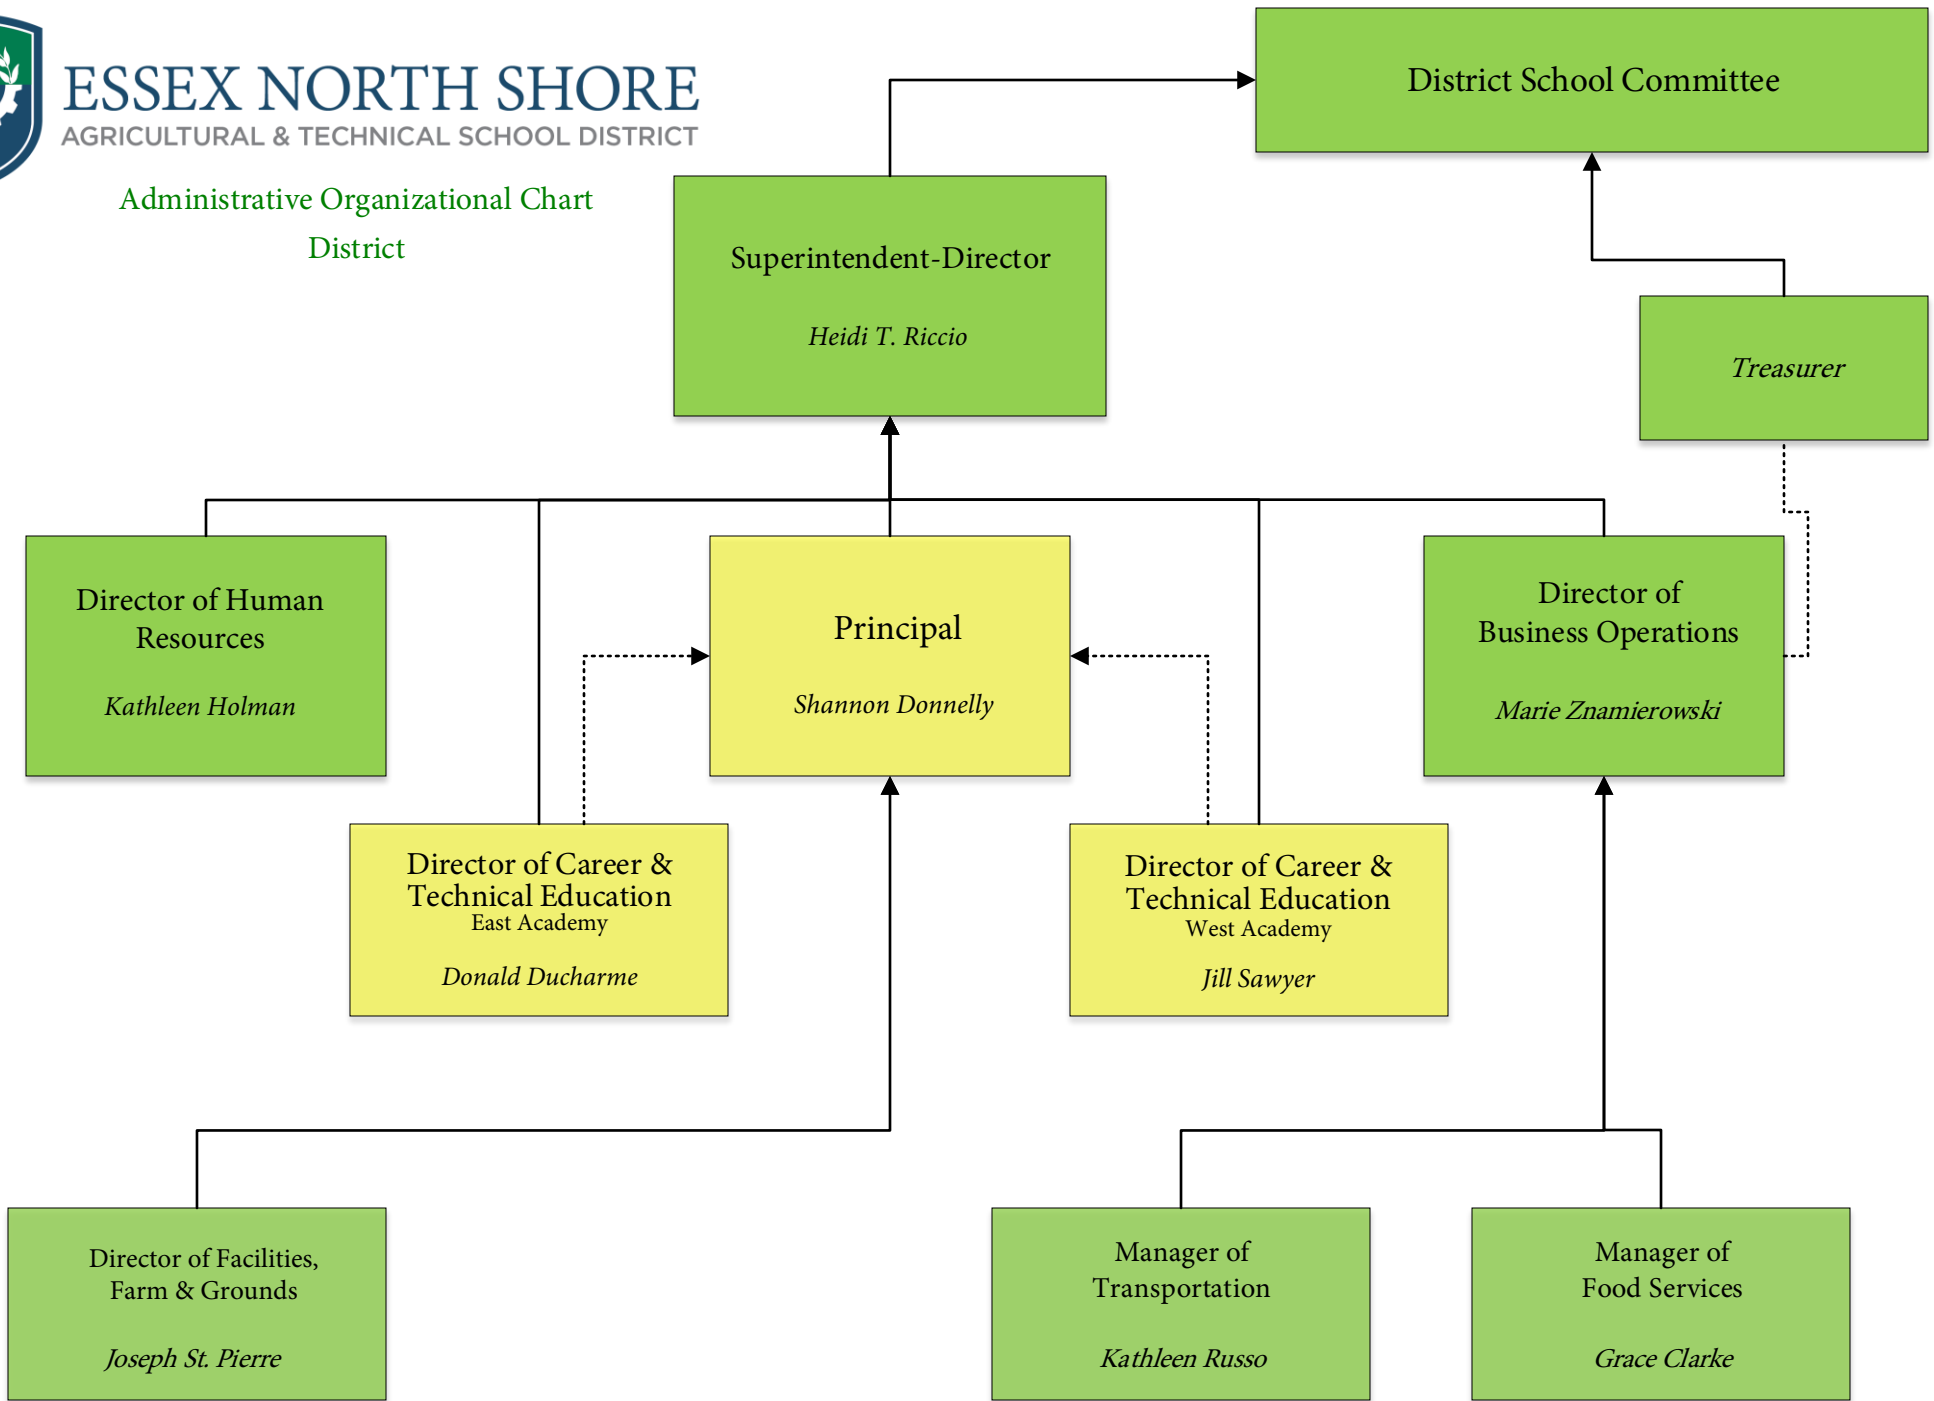 ESSEX NORTH SHORE
AGRICULTURAL & TECHNICAL SCHOOL DISTRICT
Administrative Organizational Chart
District
District School Committee
Superintendent-Director
Heidi T. Riccio
Treasurer
Director of Human
Resources
Kathleen Holman
Principal
Shannon Donnelly
Director of
Business Operations
Marie Znamierowski
Director of Career &
Technical Education
East Academy
Donald Ducharme
Director of Career &
Technical Education
West Academy
Jill Sawyer
Director of Facilities,
Farm & Grounds
Joseph St. Pierre
Manager of
Transportation
Kathleen Russo
Manager of
Food Services
Grace Clarke